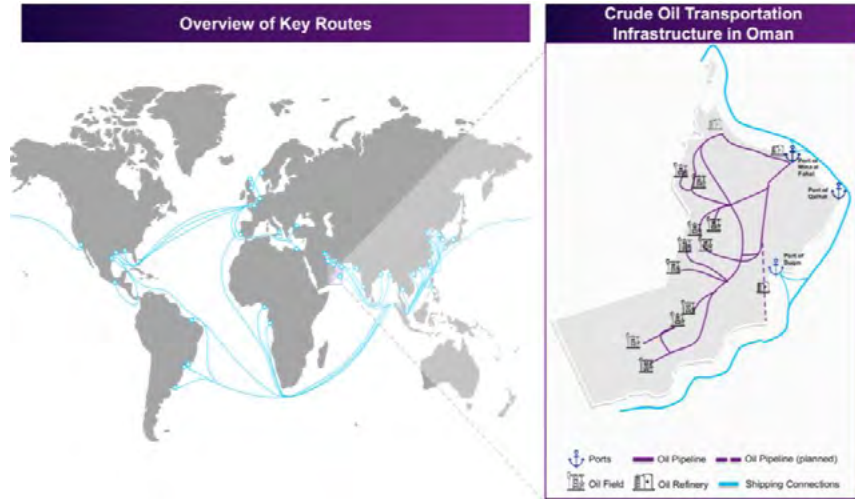 Overview of Key Routes
Crude Oil Transportation
Infrastructure in Oman
Port of
Mina al
Fahal
Port of
Qalhat
Port of
Duqm
Ports
Oil Pipeline
Oil Pipeline (planned)
Oil Field
Oil Refinery
Shipping Connections